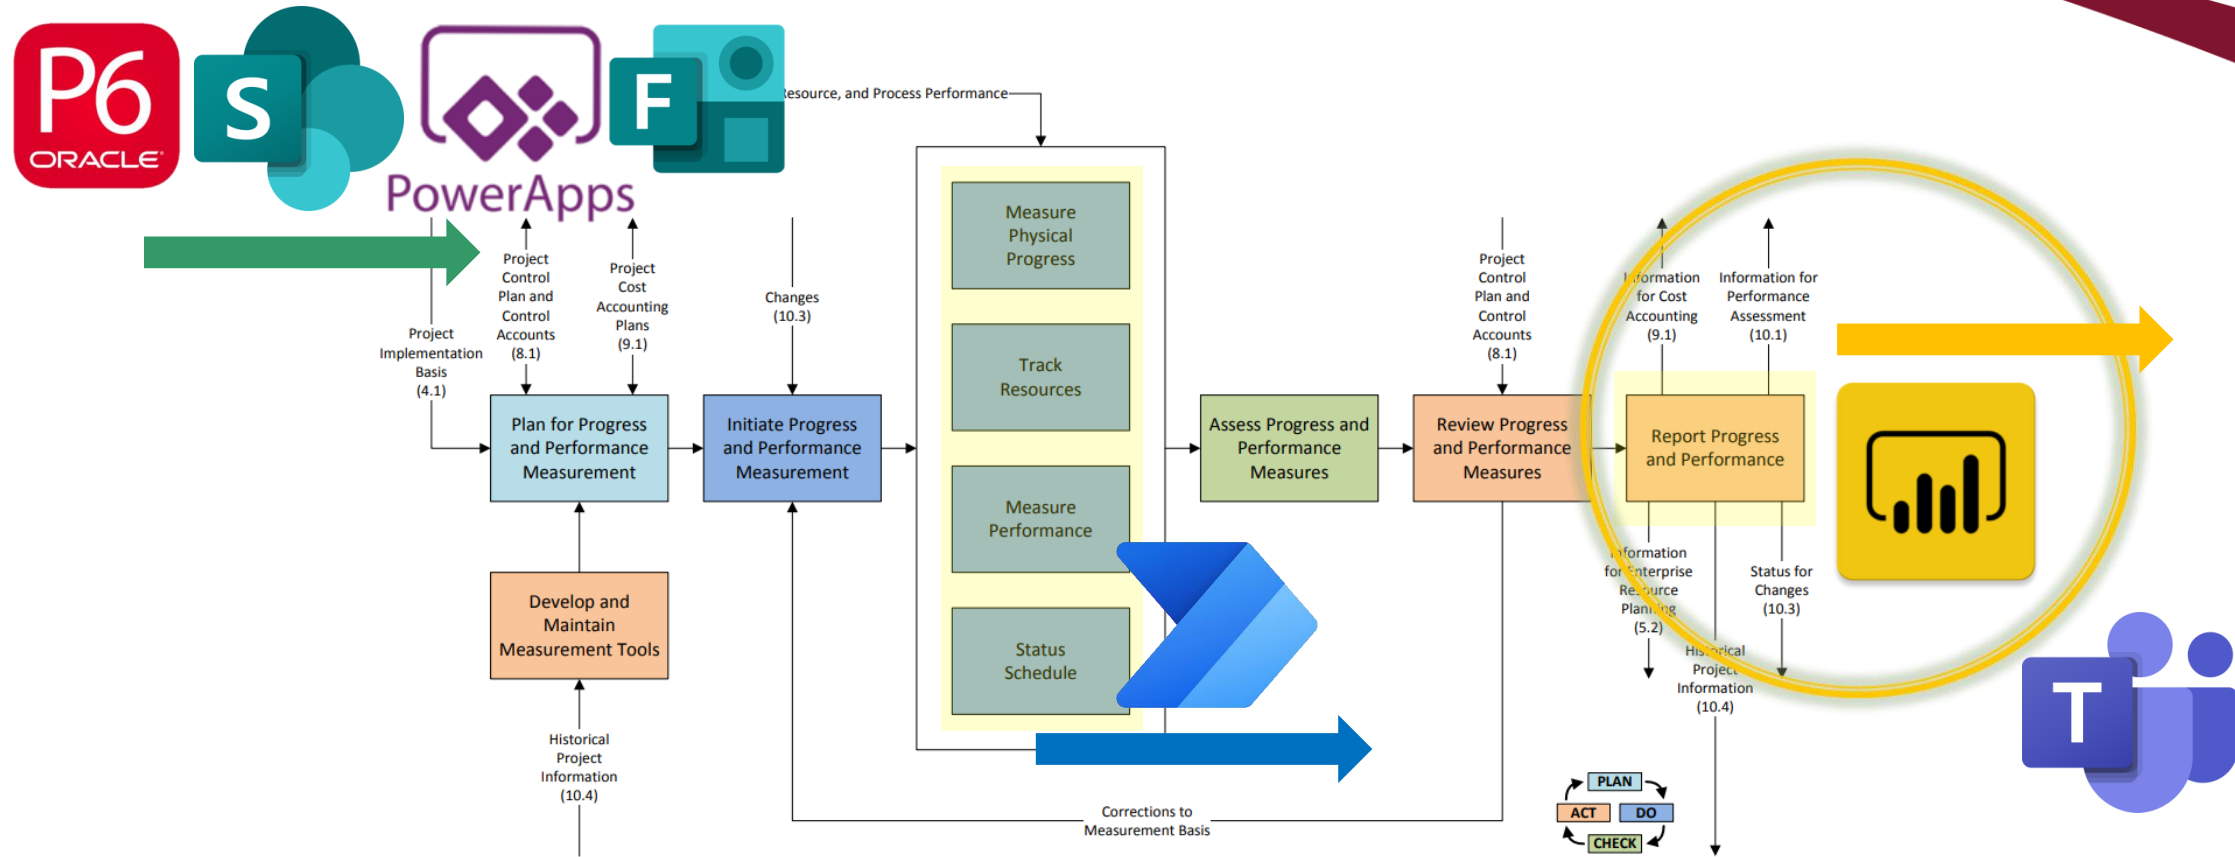 P6
ORACLE
S
PowerApps
F
Resource, and Process Performance
Project
Implementation
Basis
(4.1)
Project
Control
Plan and
Control
Accounts
(8.1)
Project
Cost
Accounting
Plans
(9.1)
Changes
(10.3)
Plan for Progress
and Performance
Measurement
Initiate Progress
and Performance
Measurement
Develop and
Maintain
Measurement Tools
Historical
Project
Information
(10.4)
Measure
Physical
Progress
Track
Resources
Measure
Performance
Status
Schedule
Assess Progress and
Performance
Measures
Project
Control
Plan and
Control
Accounts
(8.1)
Review Progress
and Performance
Measures
Corrections to
Measurement Basis
Information
for Cost
Accounting
(9.1)
Information for
Performance
Assessment
(10.1)
Report Progress
and Performance
Information
for Enterprise
Resource
Planning
(5.2)
Historical
Project
Information
(10.4)
Status for
Changes
(10.3)
T
PLAN
ACT
DO
CHECK